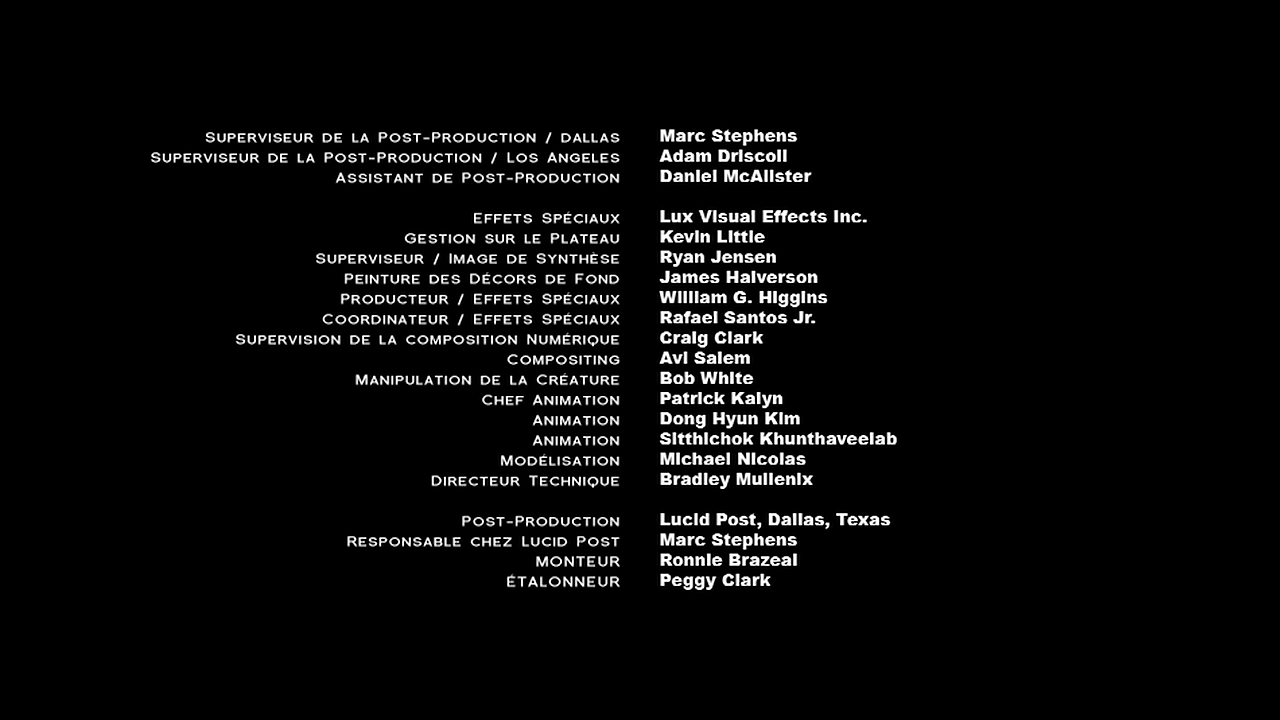 Superviseur de la Post-Production / Dallas Marc Stephens
Superviseur de la Post-Production / Los Angeles Adam Driscoll
Assistant de Post-Production Daniel McAlister
Effets Spéciaux Lux Visual Effects Inc.
Gestion sur le Plateau Kevin Little
Superviseur / Image de Synthèse Ryan Jensen
Peinture des Décors de Fond James Halverson
Producteur / Effets Spéciaux William G. Higgins
Coordinateur / Effets Spéciaux Rafael Santos Jr.
Supervision de la composition Numérique Craig Clark
Compositing Avi Salem
Manipulation de la Créature Bob White
Chef Animation Patrick Kalyn
Animation Dong Hyun Kim
Animation Sitthichok Khunthaveelab
Modélisation Michael Nicolas
Directeur Technique Bradley Mullenix
Post-Production Lucid Post, Dallas, Texas
Responsable chez Lucid Post Marc Stephens
Monteur Ronnie Brazeal
Étalonneur Peggy Clark